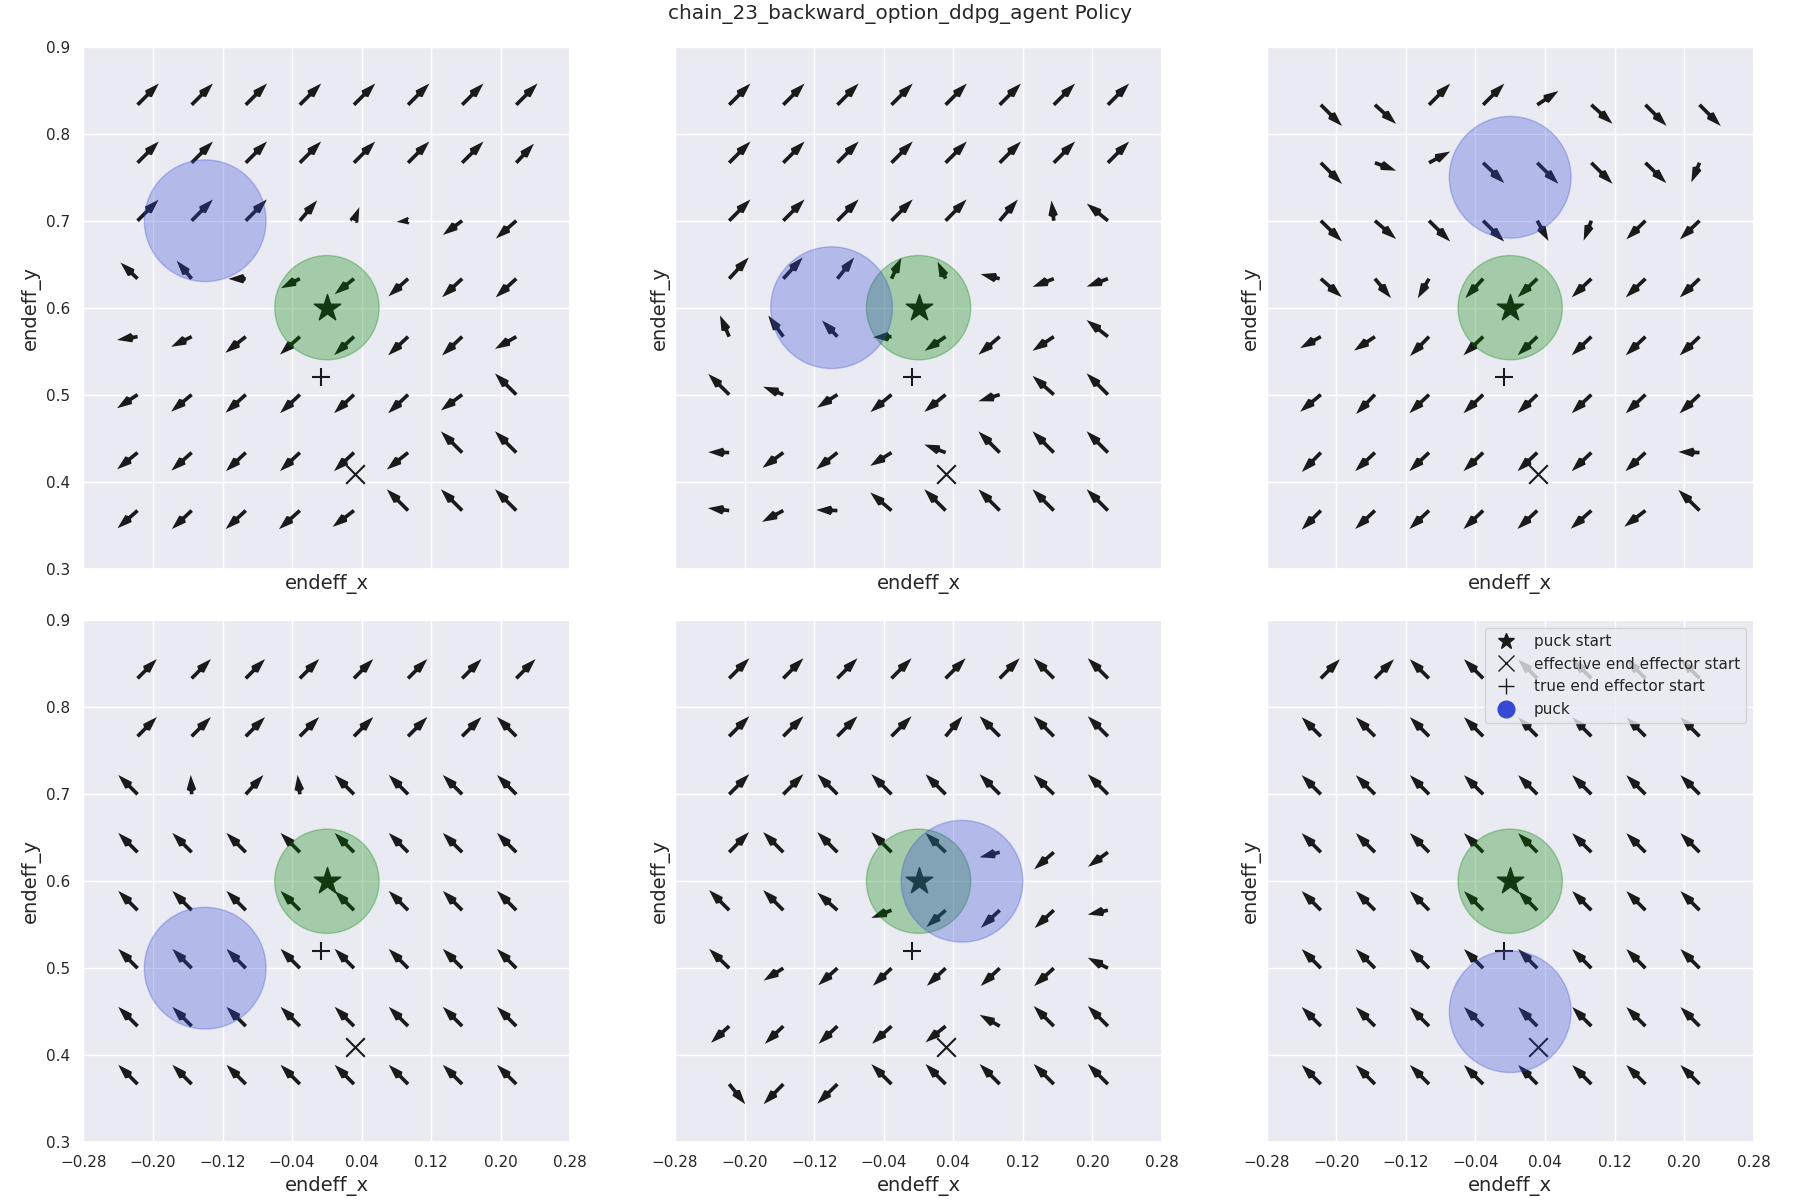 chain_23_backward_option_ddpg_agent Policy
0.9
0.8
0.7
0.6
0.5
0.4
0.3
endeff_y
endeff_x
endeff_y
endeff_x
endeff_y
endeff_x
0.9
0.8
0.7
0.6
0.5
0.4
0.3
endeff_y
−0.28 −0.20 −0.12 −0.04 0.04 0.12 0.20 0.28
endeff_x
endeff_y
−0.28 −0.20 −0.12 −0.04 0.04 0.12 0.20 0.28
endeff_x
puck start
effective end effector start
true end effector start
puck
endeff_y
−0.28 −0.20 −0.12 −0.04 0.04 0.12 0.20 0.28
endeff_x